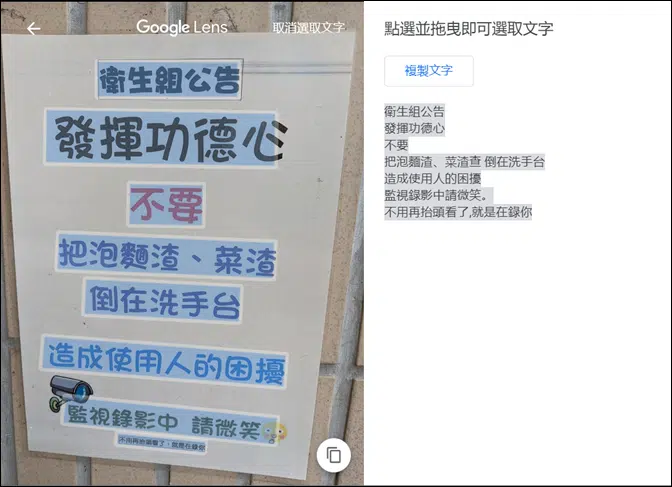 Google Lens
取消選取文字
衛生組公告
發揮功德心
不要
把泡麵渣、菜渣
倒在洗手台
造成使用人的困擾
監視錄影中 請微笑
不用再抬頭看了，就是在錄你
點選並拖曳即可選取文字
複製文字
衛生組公告
發揮功德心
不要
把泡麵渣、菜渣查 倒在洗手台
造成使用人的困擾
監視錄影中請微笑。
不用再抬頭看了,就是在錄你